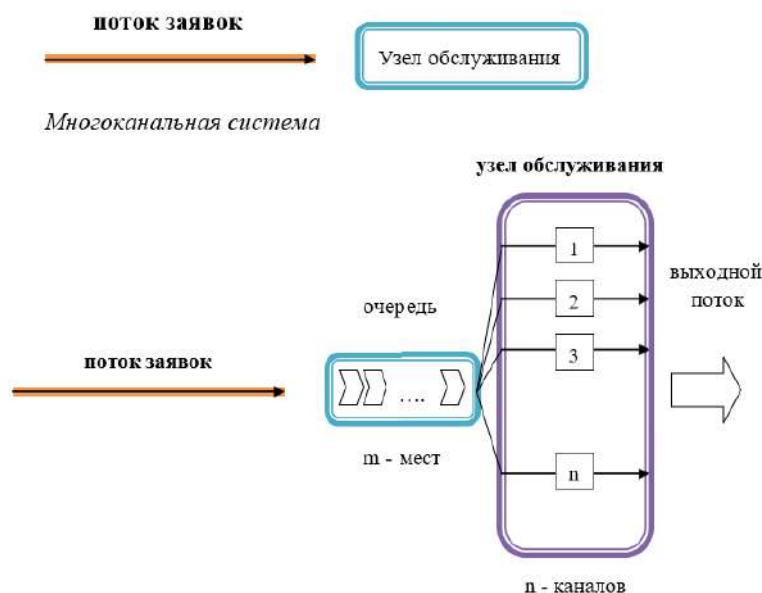 поток заявок
Узел обслуживания
Многоканальная система
узел обслуживания
1
выходной
поток
2
очередь
3
поток заявок
....
m - мест
n
n - каналов